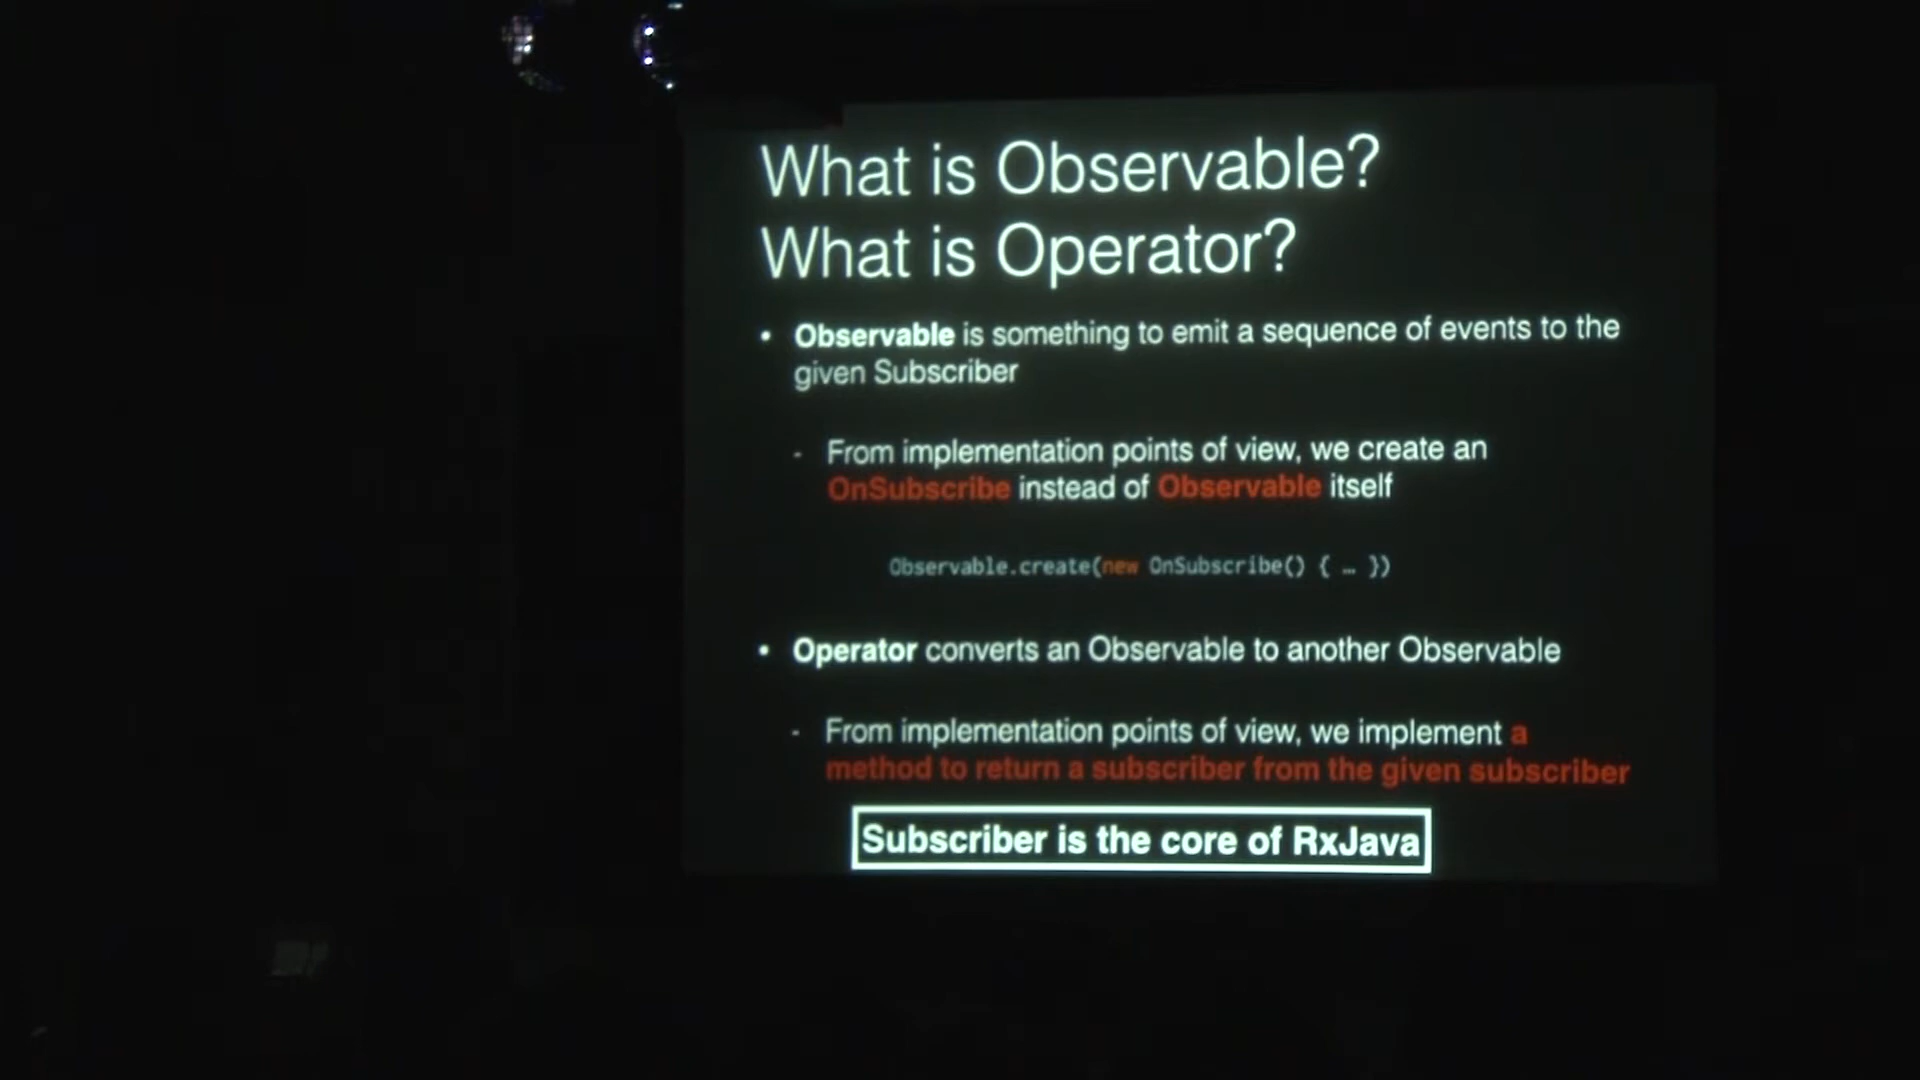 What is Observable?
What is Operator?
• Observable is something to emit a sequence of events to the
given Subscriber
- From implementation points of view, we create an
OnSubscribe instead of Observable itself
Observable.create(new OnSubscribe() { … })
• Operator converts an Observable to another Observable
- From implementation points of view, we implement a
method to return a subscriber from the given subscriber
Subscriber is the core of RxJava